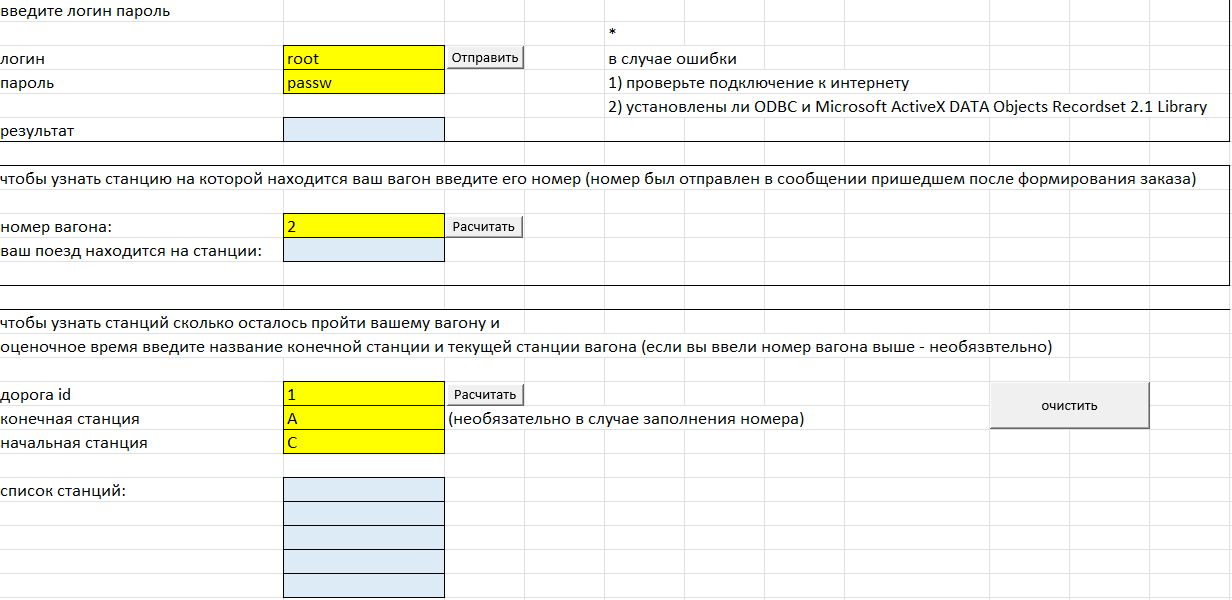 введите логин пароль
*
логин root Отправить в случае ошибки
пароль passw 1) проверьте подключение к интернету
2) установлены ли ODBC и Microsoft ActiveX DATA Objects Recordset 2.1 Library
результат
чтобы узнать станцию на которой находится ваш вагон введите его номер (номер был отправлен в сообщении пришедшем после формирования заказа)
номер вагона: 2 Расчитать
ваш поезд находится на станции:
чтобы узнать станций сколько осталось пройти вашему вагону и
оценочное время введите название конечной станции и текущей станции вагона (если вы ввели номер вагона выше - необязвтельно)
дорога id 1 Расчитать очистить
конечная станция A (необязательно в случае заполнения номера)
начальная станция C
список станций: